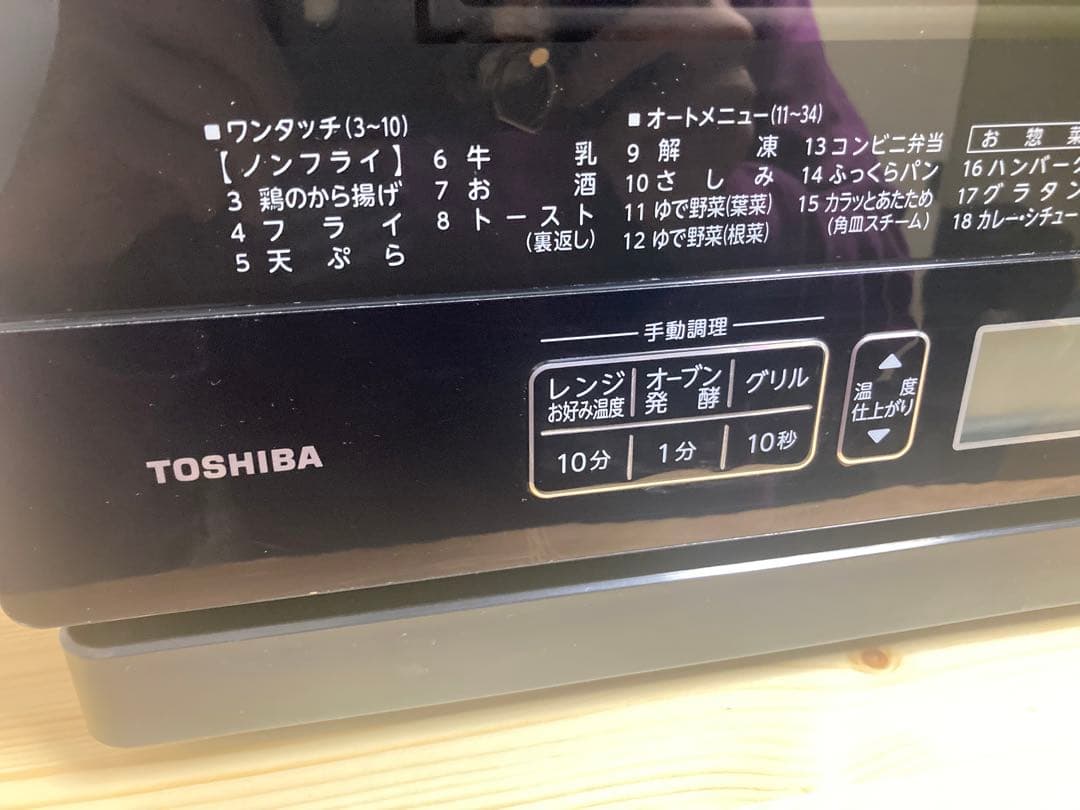 ■ワンタッチ(3~10)
【ノンフライ】
3 鶏のから揚げ
4 フライ
5 天ぷら
6 牛乳
7 お酒
8 トースト
(裏返し)
■オートメニュー(11~34)
9 解凍
10 さしみ
11 ゆで野菜(葉菜)
12 ゆで野菜(根菜)
13 コンビニ弁当
14 ふっくらパン
15 カラッとあたため
(角皿スチーム)
お惣菜
16 ハンバーグ
17 グラタン
18 カレー・シチュー
手動調理
レンジ
お好み温度
オーブン
発酵
グリル
10分
1分
10秒
▲
温度
仕上がり
▼
TOSHIBA